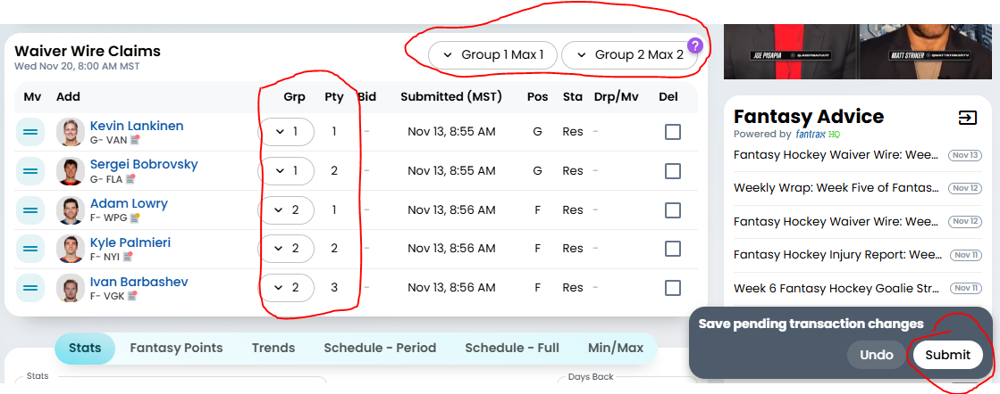 JOE PISAPIA @JOEPISAPIA17
MATT STRIKER @MATTSTRIKERTV
Waiver Wire Claims
Wed Nov 20, 8:00 AM MST
Group 1 Max 1
Group 2 Max 2
?
Mv Add Grp Pty Bid Submitted (MST) Pos Sta Drp/Mv Del
Kevin Lankinen 1 1 - Nov 13, 8:55 AM G Res -
G- VAN
Sergei Bobrovsky 1 2 - Nov 13, 8:55 AM G Res -
G- FLA
Adam Lowry 2 1 - Nov 13, 8:56 AM F Res -
F- WPG
Kyle Palmieri 2 2 - Nov 13, 8:56 AM F Res -
F- NYI
Ivan Barbashev 2 3 - Nov 13, 8:56 AM F Res -
F- VGK
Stats Fantasy Points Trends Schedule - Period Schedule - Full Min/Max
Stats
Days Back
Fantasy Advice
Powered by fantrax HQ
Fantasy Hockey Waiver Wire: Wee... Nov 13
Weekly Wrap: Week Five of Fantas... Nov 12
Fantasy Hockey Waiver Wire: Wee... Nov 12
Fantasy Hockey Injury Report: Wee... Nov 11
Week 6 Fantasy Hockey Goalie Str... Nov 11
Save pending transaction changes
Undo Submit